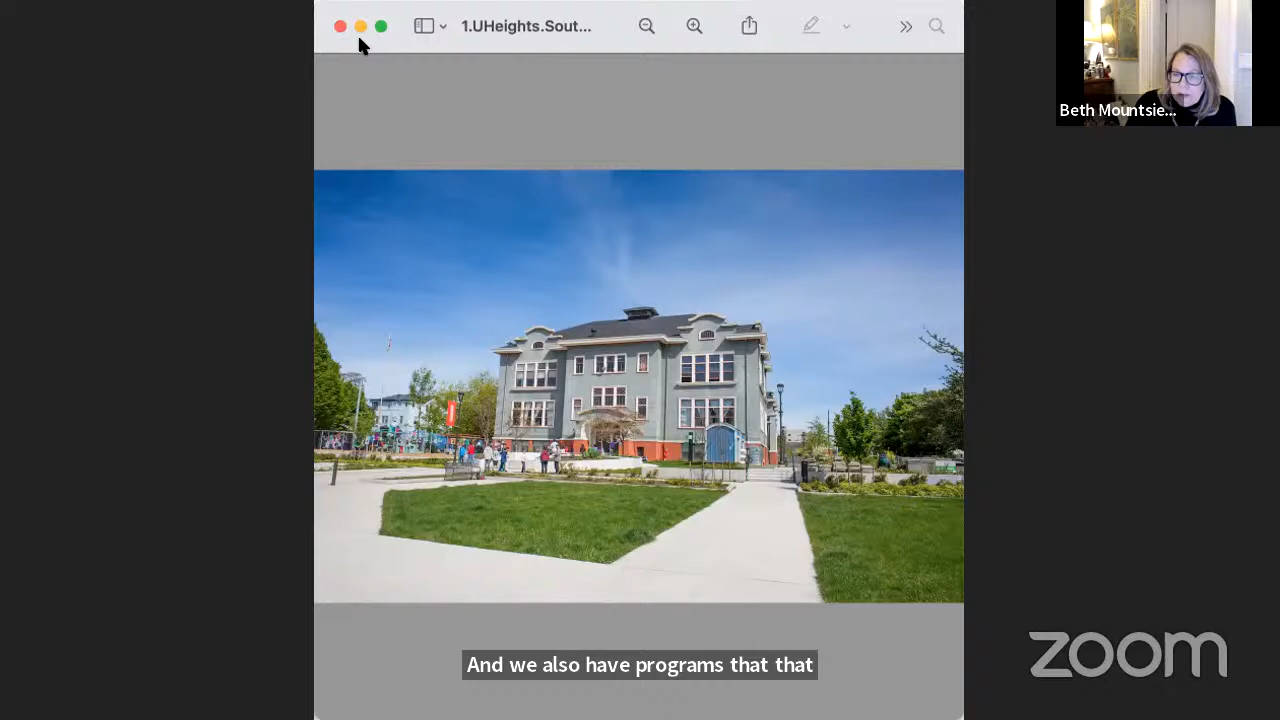 1.UHeights.Sout...
Beth Mountsie...
And we also have programs that that
zoom